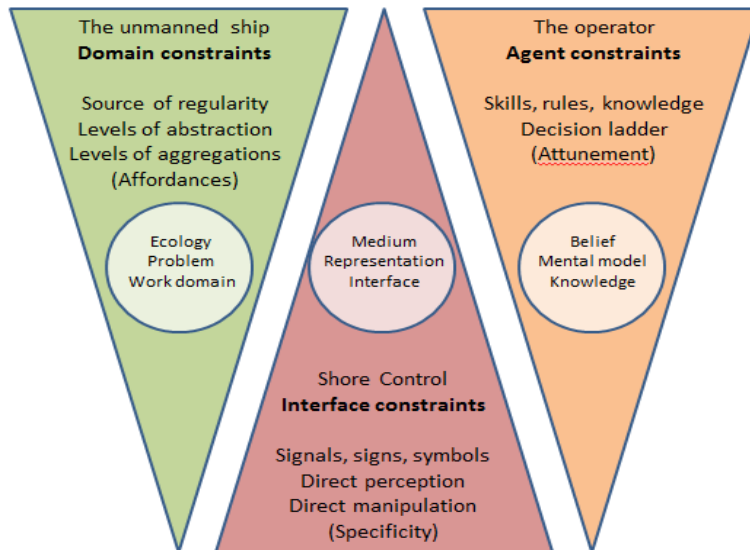 The unmanned ship
Domain constraints
Source of regularity
Levels of abstraction
Levels of aggregations
(Affordances)
Ecology
Problem
Work domain
Medium
Representation
Interface
Shore Control
Interface constraints
Signals, signs, symbols
Direct perception
Direct manipulation
(Specificity)
The operator
Agent constraints
Skills, rules, knowledge
Decision ladder
(Attunement)
Belief
Mental model
Knowledge